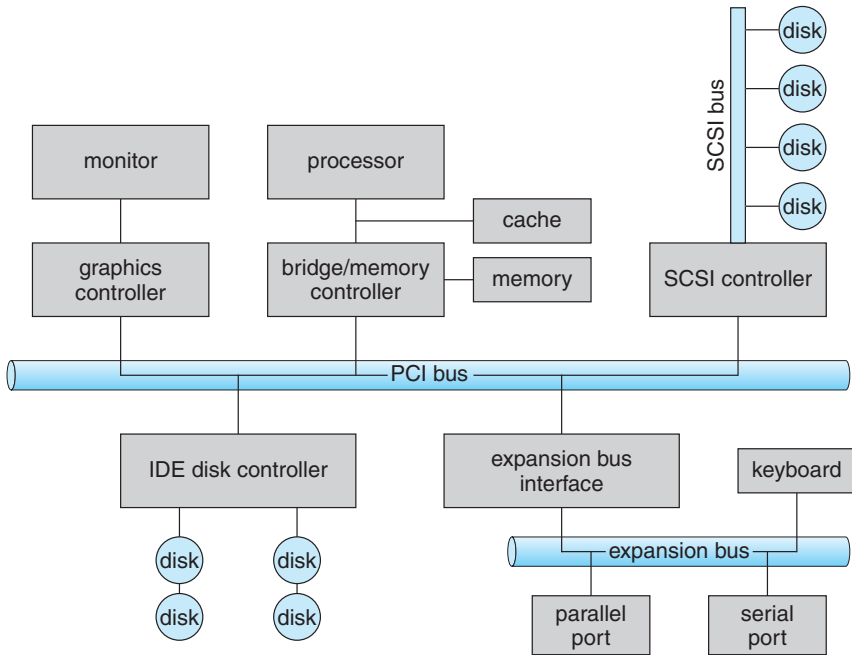 disk
disk
disk
disk
SCSI bus
monitor
processor
cache
graphics
controller
bridge/memory
controller
memory
SCSI controller
PCI bus
IDE disk controller
expansion bus
interface
keyboard
disk
disk
disk
disk
expansion bus
parallel
port
serial
port